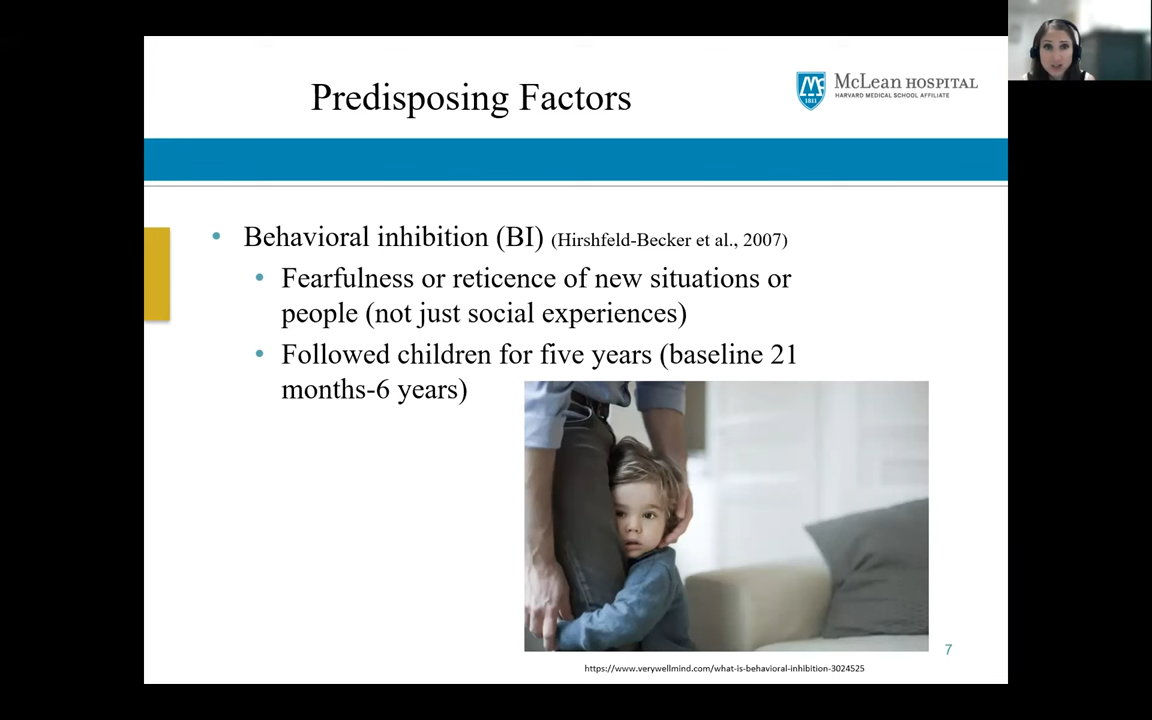 Predisposing Factors
McLean HOSPITAL
HARVARD MEDICAL SCHOOL AFFILIATE
1811
• Behavioral inhibition (BI) (Hirshfeld-Becker et al., 2007)
• Fearfulness or reticence of new situations or
people (not just social experiences)
• Followed children for five years (baseline 21
months-6 years)
7
https://www.verywellmind.com/what-is-behavioral-inhibition-3024525